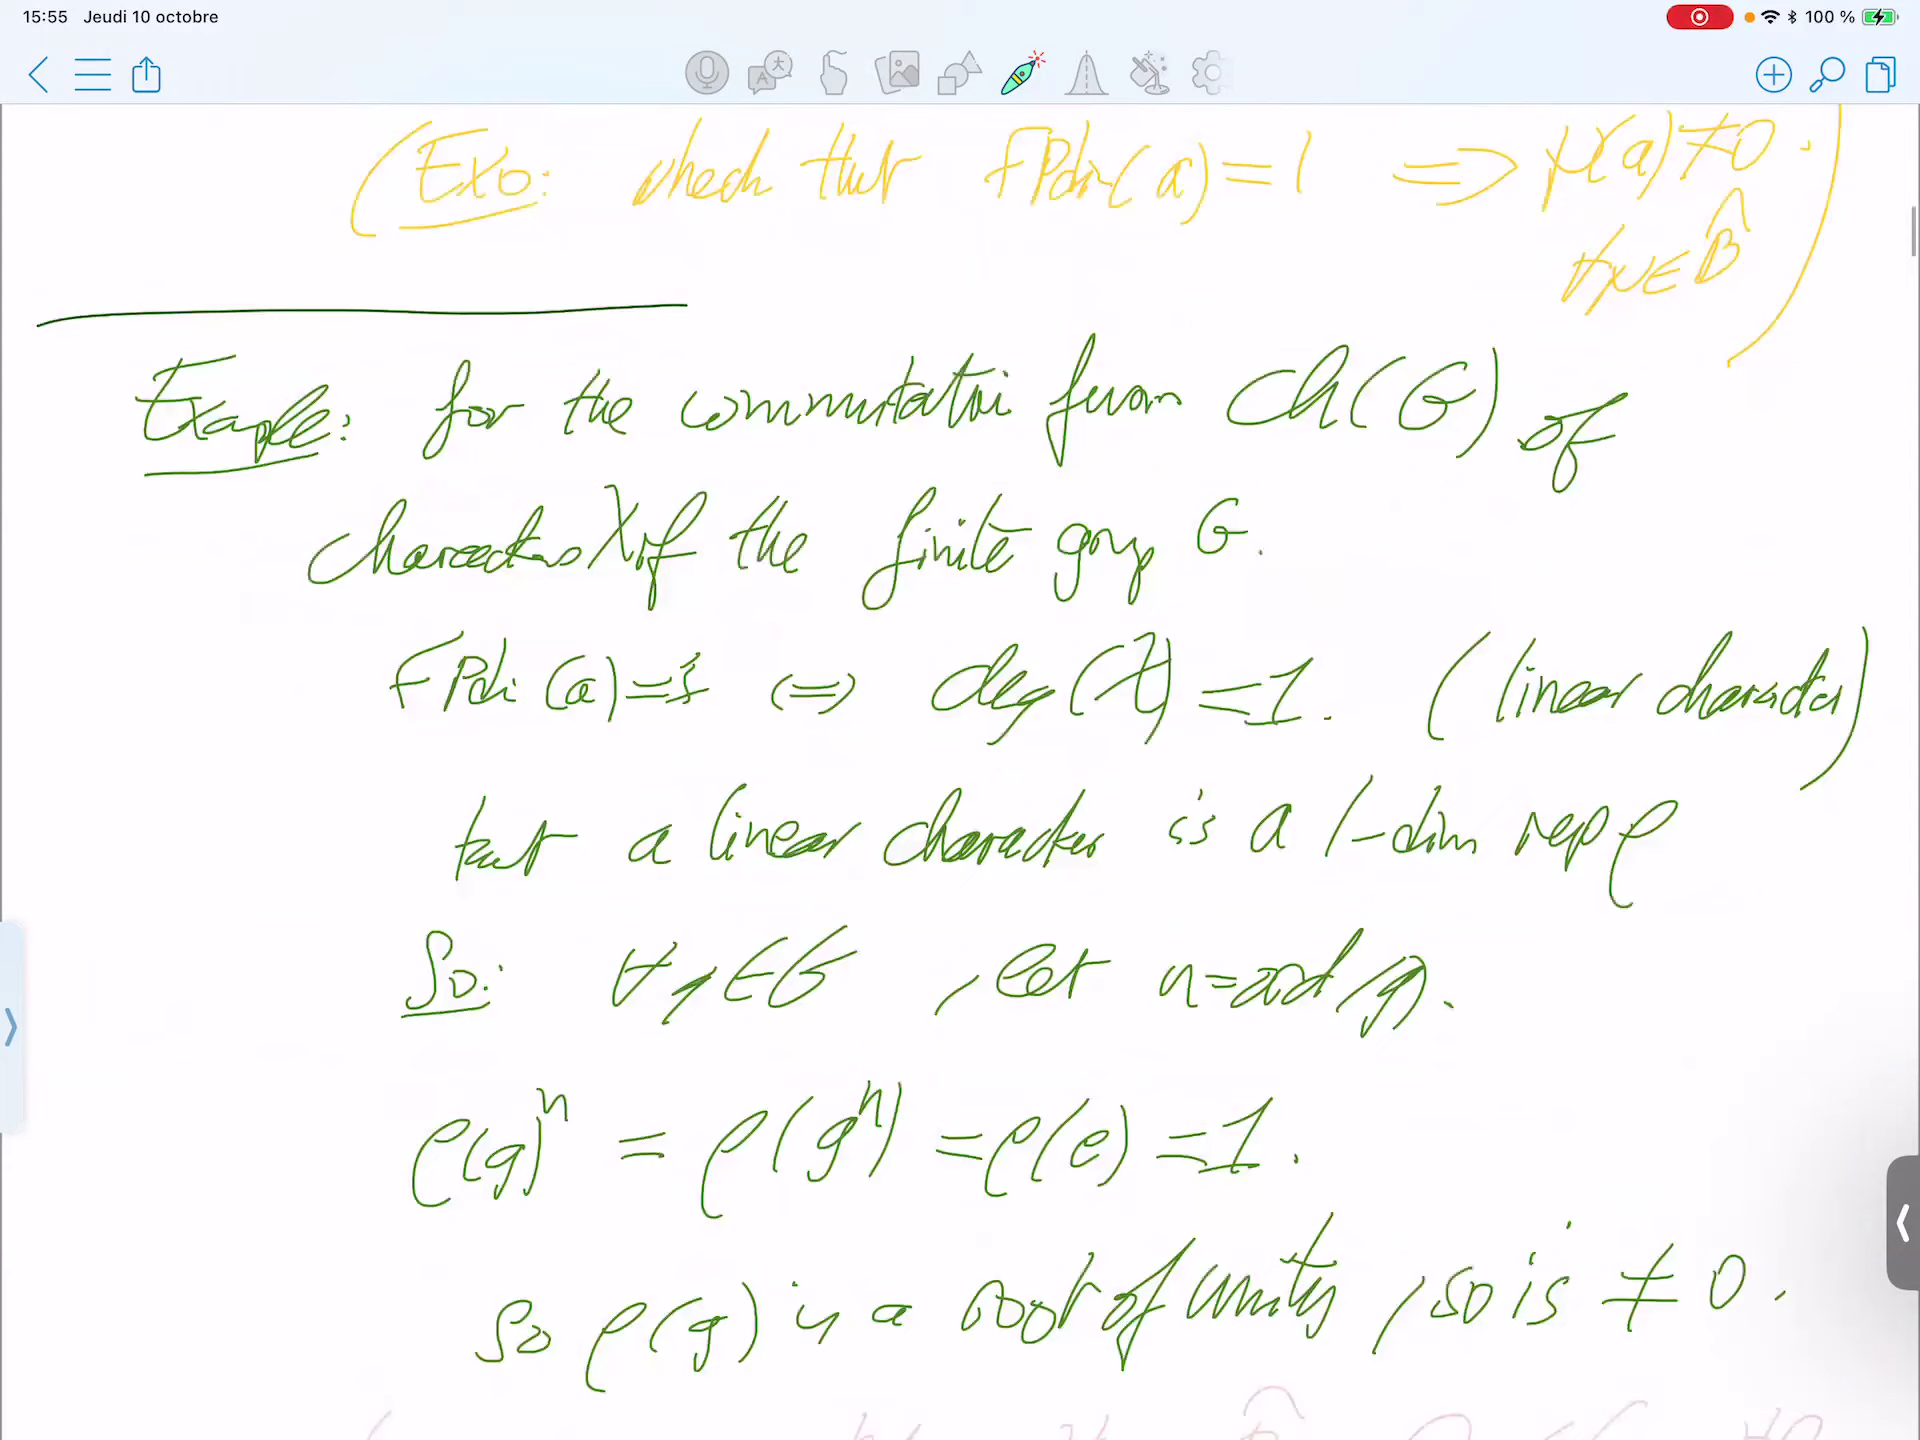 15:55 Jeudi 10 octobre 100 %
(Exo: check that FPdim(a) = 1 => μ(a) ≠ 0.
∀μ ∈ B̂)
Example: for the commutative fusion Ch(G) of
characters χ of the finite group G.
FPdim(a) = 1 <=> deg(χ) = 1. (linear character)
but a linear character is a 1-dim rep ρ
So: ∀g ∈ G, let n = ord(g).
ρ(g)ⁿ = ρ(gⁿ) = ρ(e) = 1.
So ρ(g) is a root of unity, so is ≠ 0.